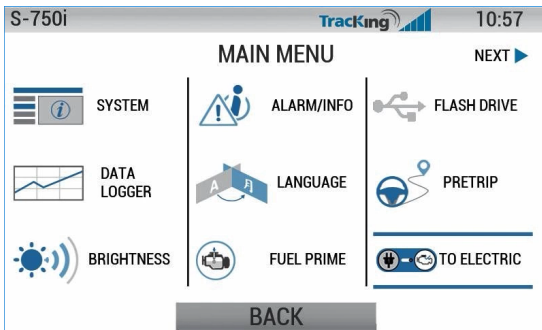 S-750i
TracKing
10:57
MAIN MENU
NEXT
SYSTEM
ALARM/INFO
FLASH DRIVE
DATA
LOGGER
A 月
LANGUAGE
PRETRIP
BRIGHTNESS
FUEL PRIME
TO ELECTRIC
BACK